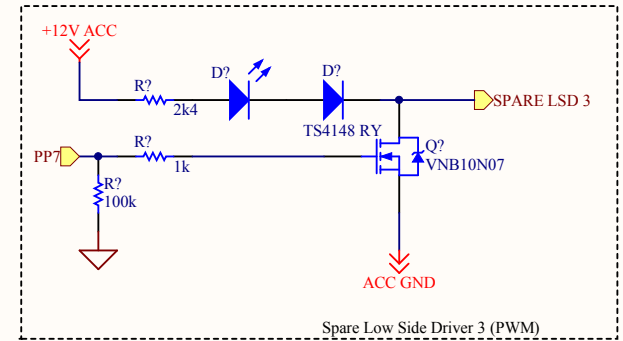 +12V ACC
D?
D?
R?
2k4
SPARE LSD 3
TS4148 RY
R?
Q?
PP7
VNB10N07
1k
R?
100k
ACC GND
Spare Low Side Driver 3 (PWM)